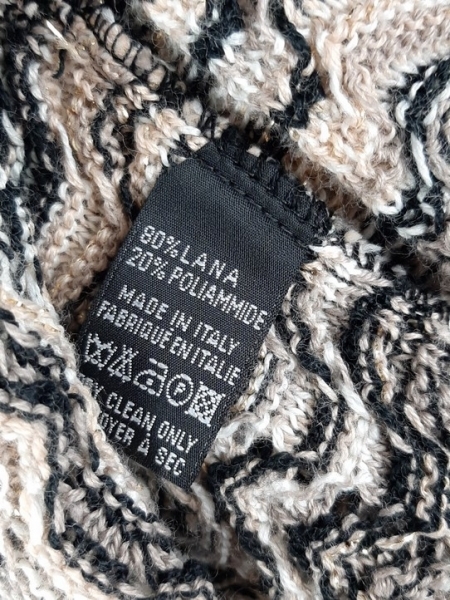 80% LANA
20% POLIAMMIDE
MADE IN ITALY
FABRIQUE EN ITALIE
CLEAN ONLY
À SEC